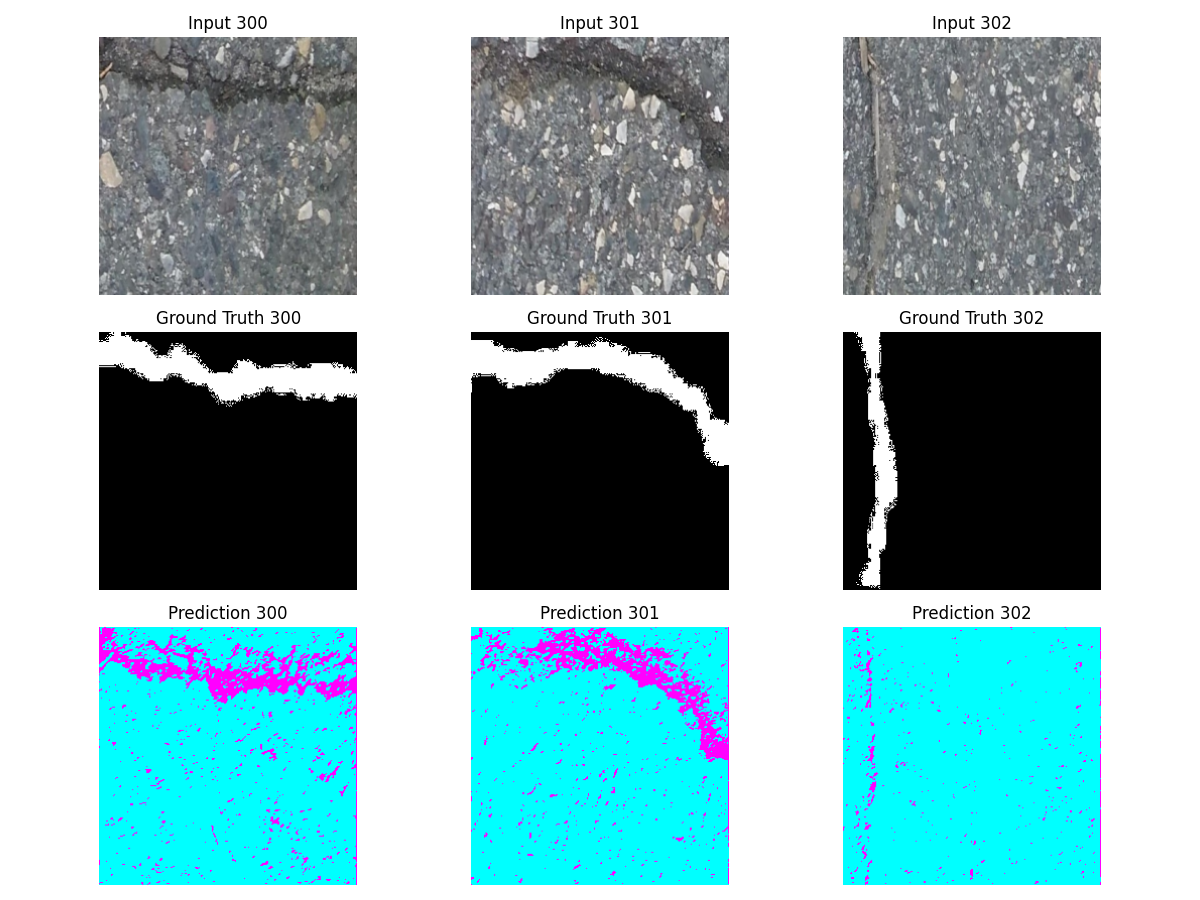 Input 300
Input 301
Input 302
Ground Truth 300
Ground Truth 301
Ground Truth 302
Prediction 300
Prediction 301
Prediction 302